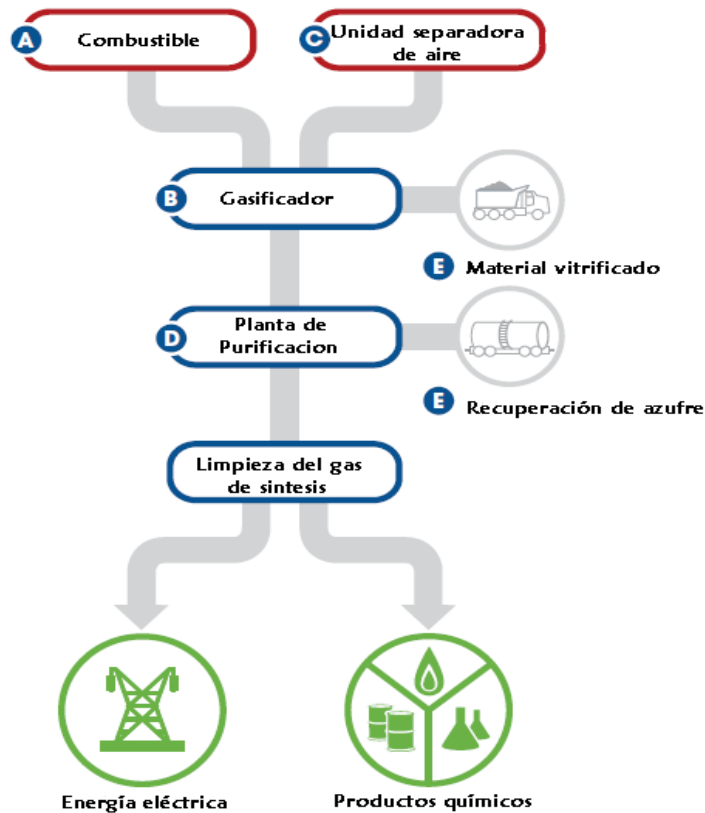 A
Combustible
C
Unidad separadora
de aire
B
Gasificador
E
Material vitrificado
D
Planta de
Purificacion
E
Recuperación de azufre
Limpieza del gas
de sintesis
Energía eléctrica
Productos químicos